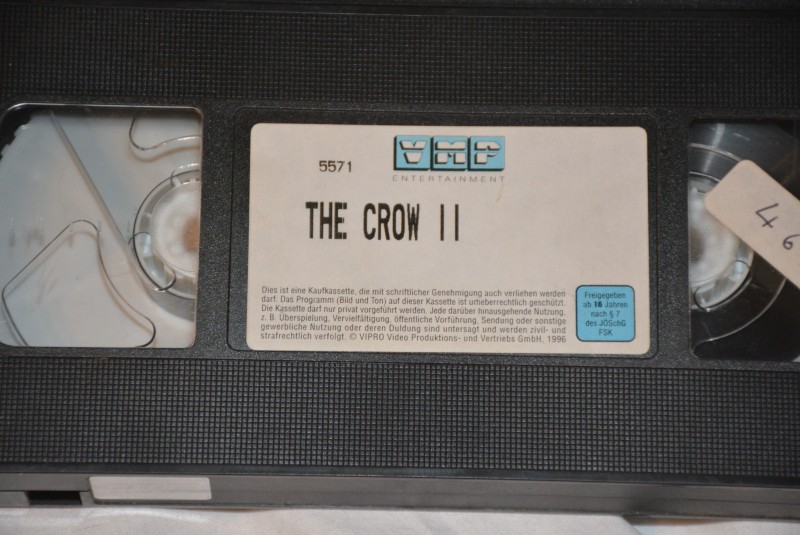 VMP
ENTERTAINMENT
5571
THE CROW II
Dies ist eine Kaufkassette, die mit schriftlicher Genehmigung auch verliehen werden
darf. Das Programm (Bild und Ton) auf dieser Kassette ist urheberrechtlich geschützt.
Die Kassette darf nur privat vorgeführt werden. Jede darüber hinausgehende Nutzung,
z. B. Überspielung, Vervielfältigung, öffentliche Vorführung, Sendung oder sonstige
gewerbliche Nutzung oder deren Duldung sind untersagt und werden zivil- und
strafrechtlich verfolgt. © VIPRO Video Produktions- und Vertriebs GmbH, 1996
Freigegeben
ab 16 Jahren
nach § 7
des JÖSchG
FSK
46